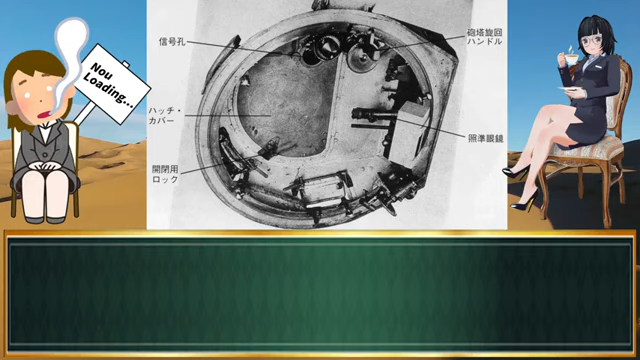 Nou
Loading...
信号孔
砲塔旋回
ハンドル
ハッチ・
カバー
照準眼鏡
開閉用
ロック